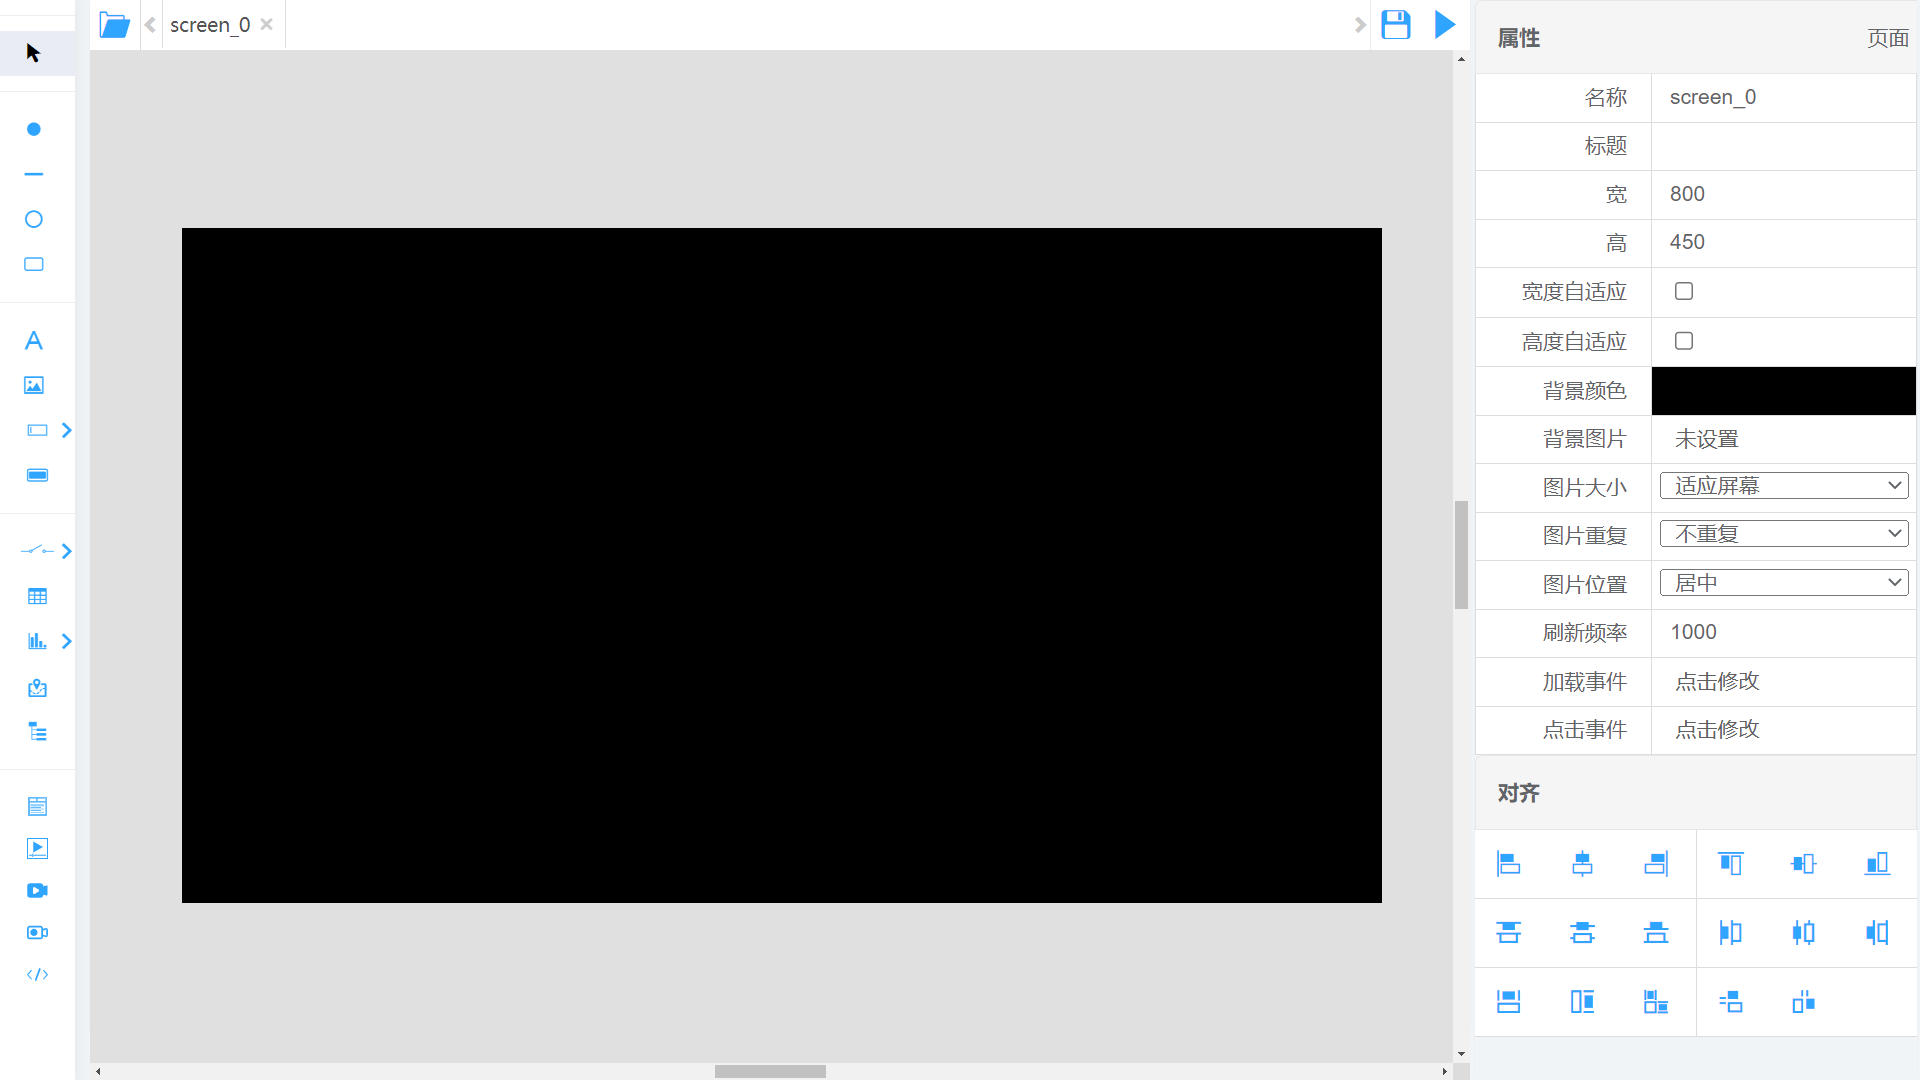 screen_0
属性 页面
名称 screen_0
标题
宽 800
高 450
宽度自适应
高度自适应
背景颜色
背景图片 未设置
图片大小 适应屏幕
图片重复 不重复
图片位置 居中
刷新频率 1000
加载事件 点击修改
点击事件 点击修改
对齐